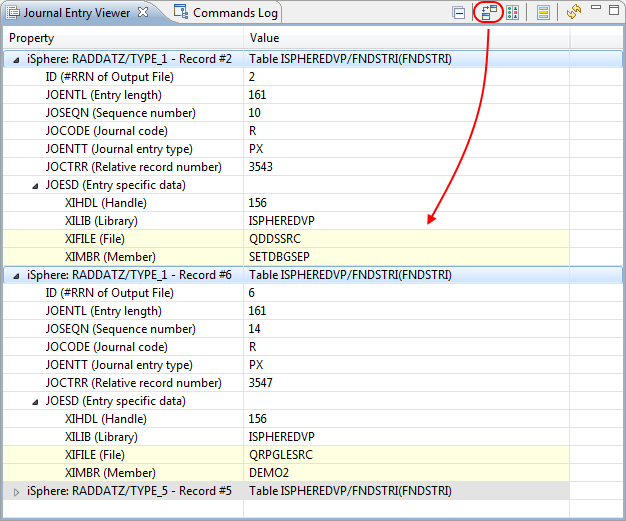 Journal Entry Viewer Commands Log
Property Value
iSphere: RADDATZ/TYPE_1 - Record #2 Table ISPHEREDVP/FNDSTRI(FNDSTRI)
ID (#RRN of Output File) 2
JOENTL (Entry length) 161
JOSEQN (Sequence number) 10
JOCODE (Journal code) R
JOENTT (Journal entry type) PX
JOCTRR (Relative record number) 3543
JOESD (Entry specific data)
XIHDL (Handle) 156
XILIB (Library) ISPHEREDVP
XIFILE (File) QDDSSRC
XIMBR (Member) SETDBGSEP
iSphere: RADDATZ/TYPE_1 - Record #6 Table ISPHEREDVP/FNDSTRI(FNDSTRI)
ID (#RRN of Output File) 6
JOENTL (Entry length) 161
JOSEQN (Sequence number) 14
JOCODE (Journal code) R
JOENTT (Journal entry type) PX
JOCTRR (Relative record number) 3547
JOESD (Entry specific data)
XIHDL (Handle) 156
XILIB (Library) ISPHEREDVP
XIFILE (File) QRPGLESRC
XIMBR (Member) DEMO2
iSphere: RADDATZ/TYPE_5 - Record #5 Table ISPHEREDVP/FNDSTRI(FNDSTRI)